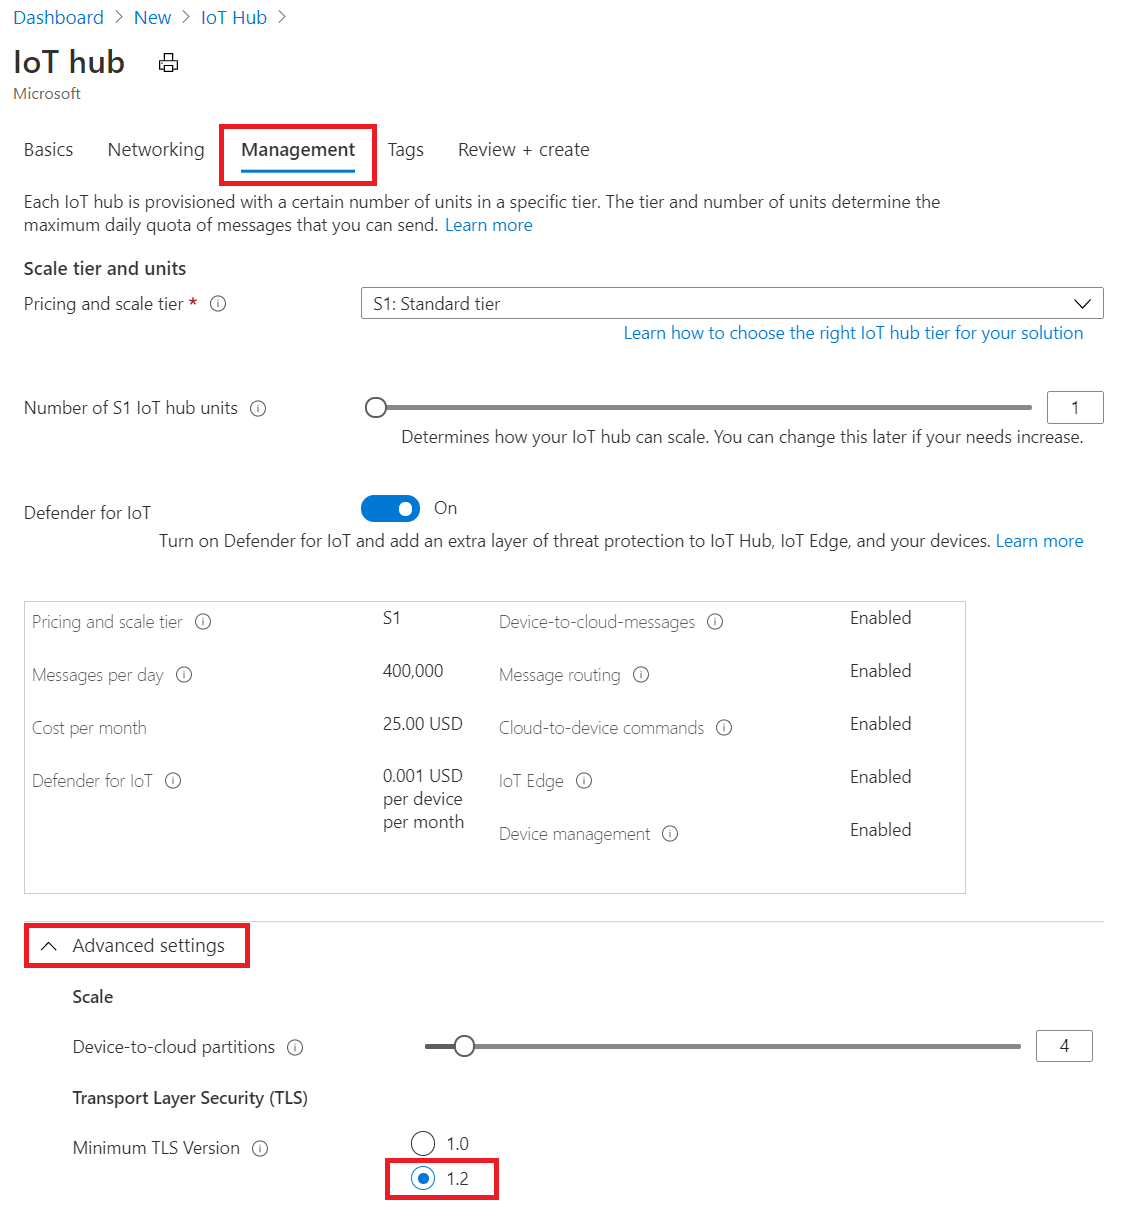 Dashboard > New > IoT Hub >
IoT hub
Microsoft
Basics Networking Management Tags Review + create
Each IoT hub is provisioned with a certain number of units in a specific tier. The tier and number of units determine the
maximum daily quota of messages that you can send. Learn more
Scale tier and units
Pricing and scale tier *
S1: Standard tier
Learn how to choose the right IoT hub tier for your solution
Number of S1 IoT hub units
1
Determines how your IoT hub can scale. You can change this later if your needs increase.
Defender for IoT
On
Turn on Defender for IoT and add an extra layer of threat protection to IoT Hub, IoT Edge, and your devices. Learn more
Pricing and scale tier S1
Messages per day 400,000
Cost per month 25.00 USD
Defender for IoT 0.001 USD
per device
per month
Device-to-cloud-messages Enabled
Message routing Enabled
Cloud-to-device commands Enabled
IoT Edge Enabled
Device management Enabled
Advanced settings
Scale
Device-to-cloud partitions
4
Transport Layer Security (TLS)
Minimum TLS Version
1.0
1.2